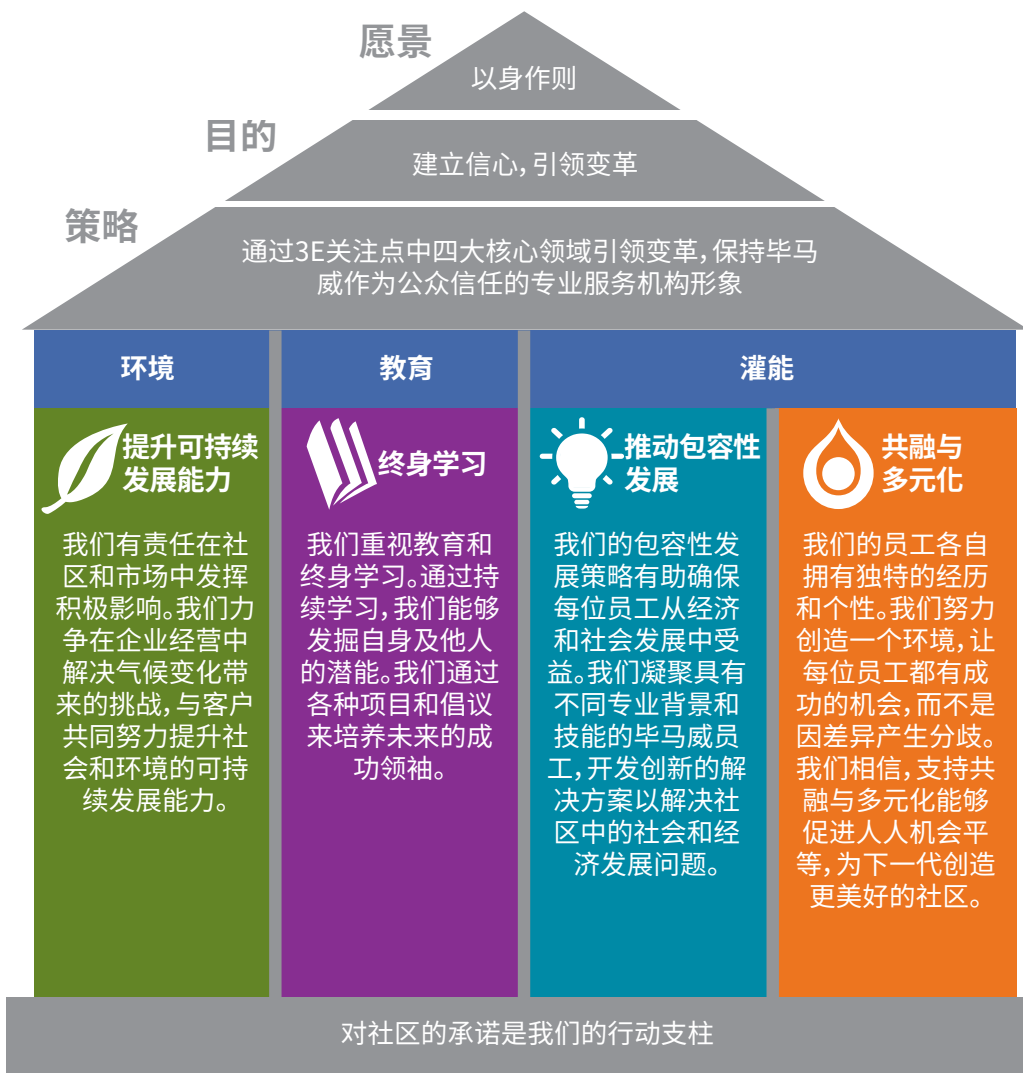 愿景
以身作则
目的
建立信心，引领变革
策略
通过3E关注点中四大核心领域引领变革，保持毕马
威作为公众信任的专业服务机构形象
环境
教育
灌能
提升可持续
发展能力
我们有责任在社
区和市场中发挥
积极影响。我们力
争在企业经营中
解决气候变化带
来的挑战，与客户
共同努力提升社
会和环境的可持
续发展能力。
终身学习
我们重视教育和
终身学习。通过持
续学习，我们能够
发掘自身及他人
的潜能。我们通过
各种项目和倡议
来培养未来的成
功领袖。
推动包容性
发展
我们的包容性发
展策略有助确保
每位员工从经济
和社会发展中受
益。我们凝聚具有
不同专业背景和
技能的毕马威员
工，开发创新的解
决方案以解决社
区中的社会和经
济发展问题。
共融与
多元化
我们的员工各自
拥有独特的经历
和个性。我们努力
创造一个环境，让
每位员工都有成
功的机会，而不是
因差异产生分歧。
我们相信，支持共
融与多元化能够
促进人人机会平
等，为下一代创造
更美好的社区。
对社区的承诺是我们的行动支柱